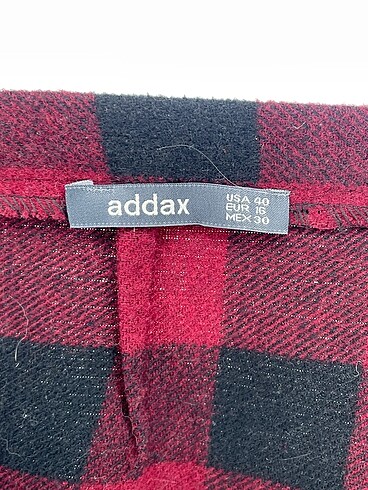 addax
USA 40
EUR 16
MEX 30